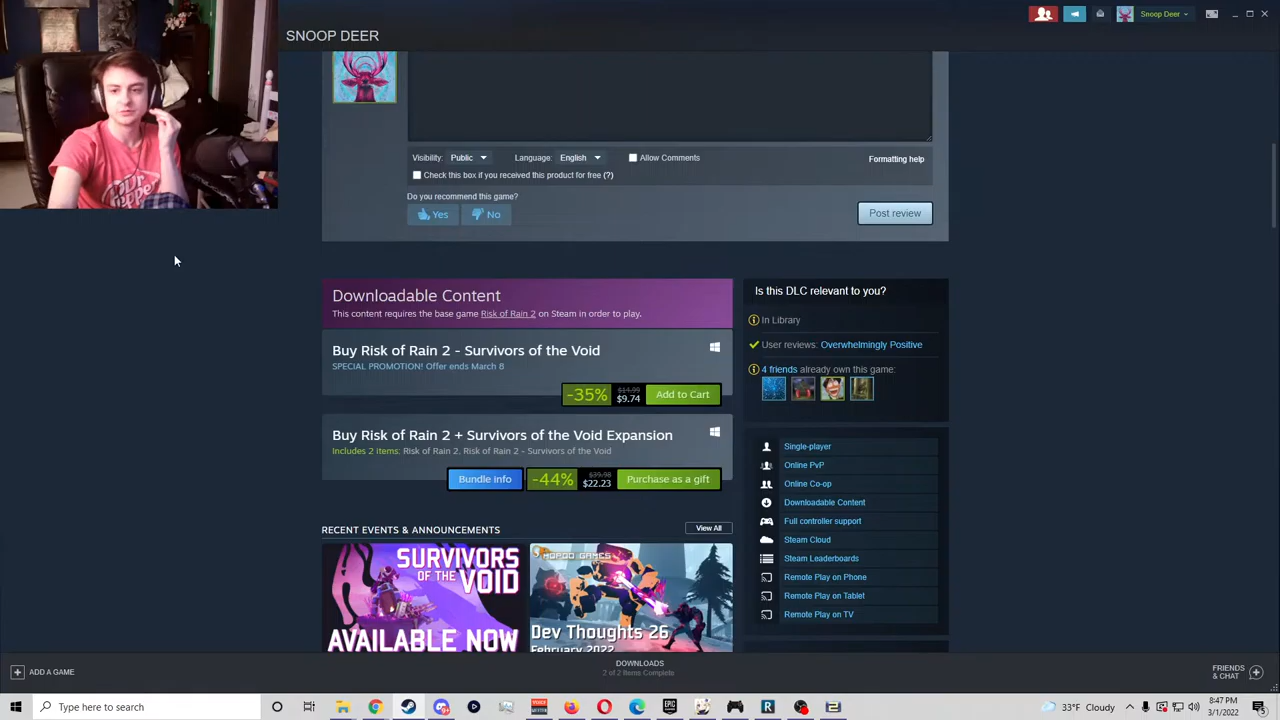 Snoop Deer
SNOOP DEER
Visibility: Public
Language: English
Allow Comments
Formatting help
Check this box if you received this product for free (?)
Do you recommend this game?
Yes
No
Post review
Downloadable Content
This content requires the base game Risk of Rain 2 on Steam in order to play.
Buy Risk of Rain 2 - Survivors of the Void
SPECIAL PROMOTION! Offer ends March 8
-35%
$14.99
$9.74
Add to Cart
Buy Risk of Rain 2 + Survivors of the Void Expansion
Includes 2 items: Risk of Rain 2, Risk of Rain 2 - Survivors of the Void
Bundle info
-44%
$39.98
$22.23
Purchase as a gift
RECENT EVENTS & ANNOUNCEMENTS
View All
SURVIVORS
OF THE VOID
AVAILABLE NOW
HOPOO GAMES
Dev Thoughts 26
February 2022
Is this DLC relevant to you?
In Library
User reviews: Overwhelmingly Positive
4 friends already own this game:
Single-player
Online PvP
Online Co-op
Downloadable Content
Full controller support
Steam Cloud
Steam Leaderboards
Remote Play on Phone
Remote Play on Tablet
Remote Play on TV
ADD A GAME
DOWNLOADS
2 of 2 Items Complete
FRIENDS
& CHAT
Type here to search
33°F Cloudy
8:47 PM
3/1/2022